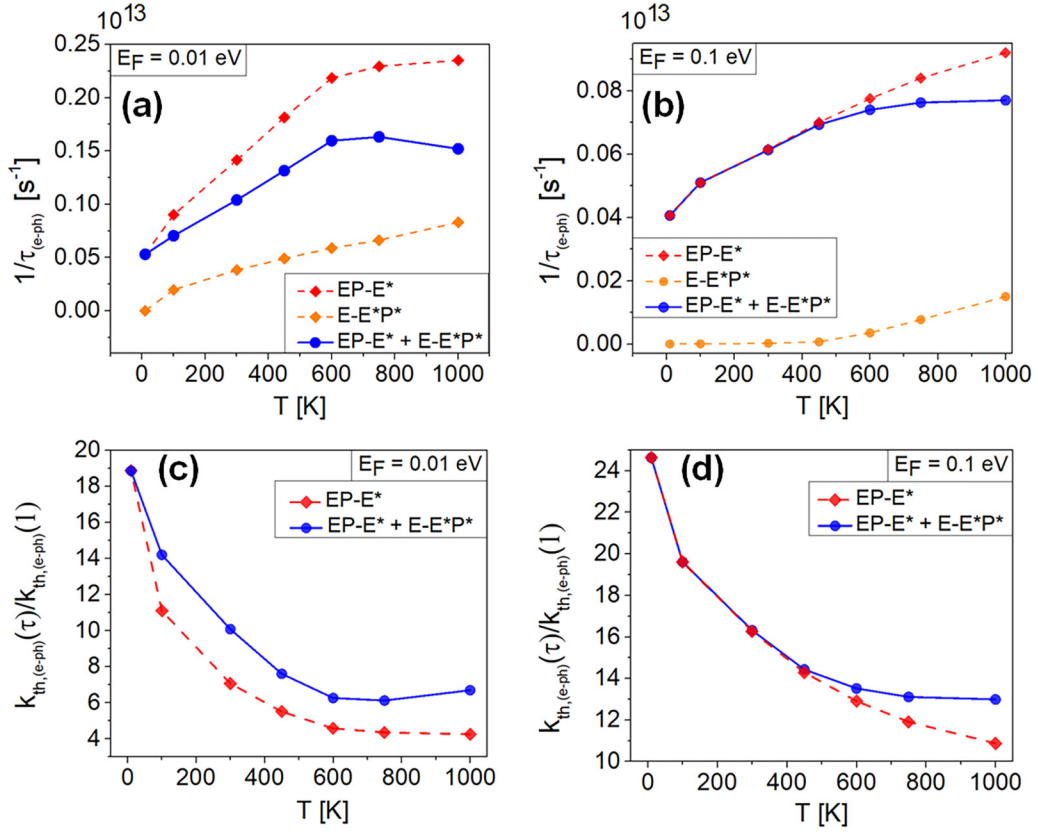 10^13
E_F = 0.01 eV
(a)
0.25
0.20
0.15
0.10
0.05
0.00
1/τ_(e-ph) [s^-1]
EP-E*
E-E*P*
EP-E* + E-E*P*
0 200 400 600 800 1000
T [K]
10^13
E_F = 0.1 eV
(b)
0.08
0.06
0.04
0.02
0.00
1/τ_(e-ph) [s^-1]
EP-E*
E-E*P*
EP-E* + E-E*P*
0 200 400 600 800 1000
T [K]
(c)
E_F = 0.01 eV
EP-E*
EP-E* + E-E*P*
20
18
16
14
12
10
8
6
4
k_th,(e-ph)(τ)/k_th,(e-ph)(1)
0 200 400 600 800 1000
T [K]
(d)
E_F = 0.1 eV
EP-E*
EP-E* + E-E*P*
24
22
20
18
16
14
12
10
k_th,(e-ph)(τ)/k_th,(e-ph)(1)
0 200 400 600 800 1000
T [K]